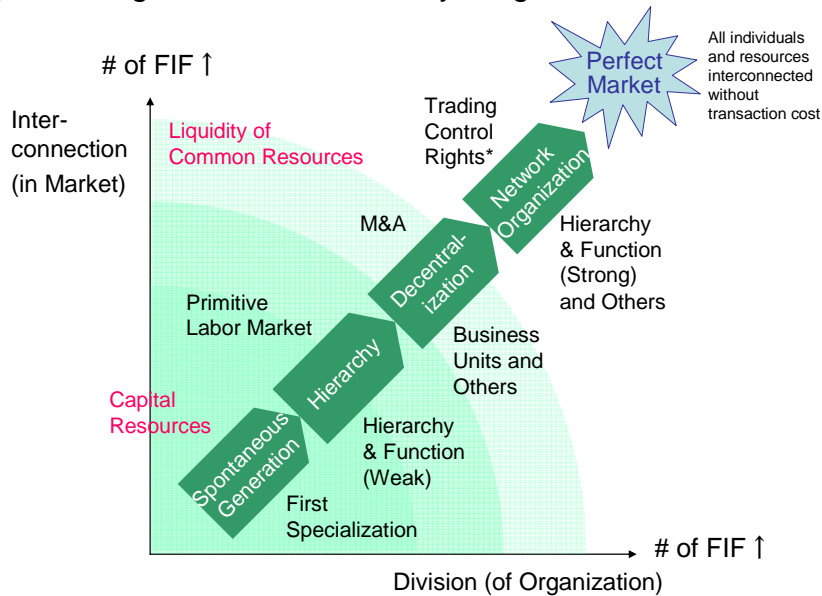 # of FIF ↑
Inter-
connection
(in Market)
Liquidity of
Common Resources
Trading
Control
Rights*
Perfect
Market
All individuals
and resources
interconnected
without
transaction cost
Network
Organization
M&A
Hierarchy
& Function
(Strong)
and Others
Decentral-
ization
Primitive
Labor Market
Business
Units and
Others
Hierarchy
Capital
Resources
Hierarchy
& Function
(Weak)
Spontaneous
Generation
First
Specialization
# of FIF ↑
Division (of Organization)